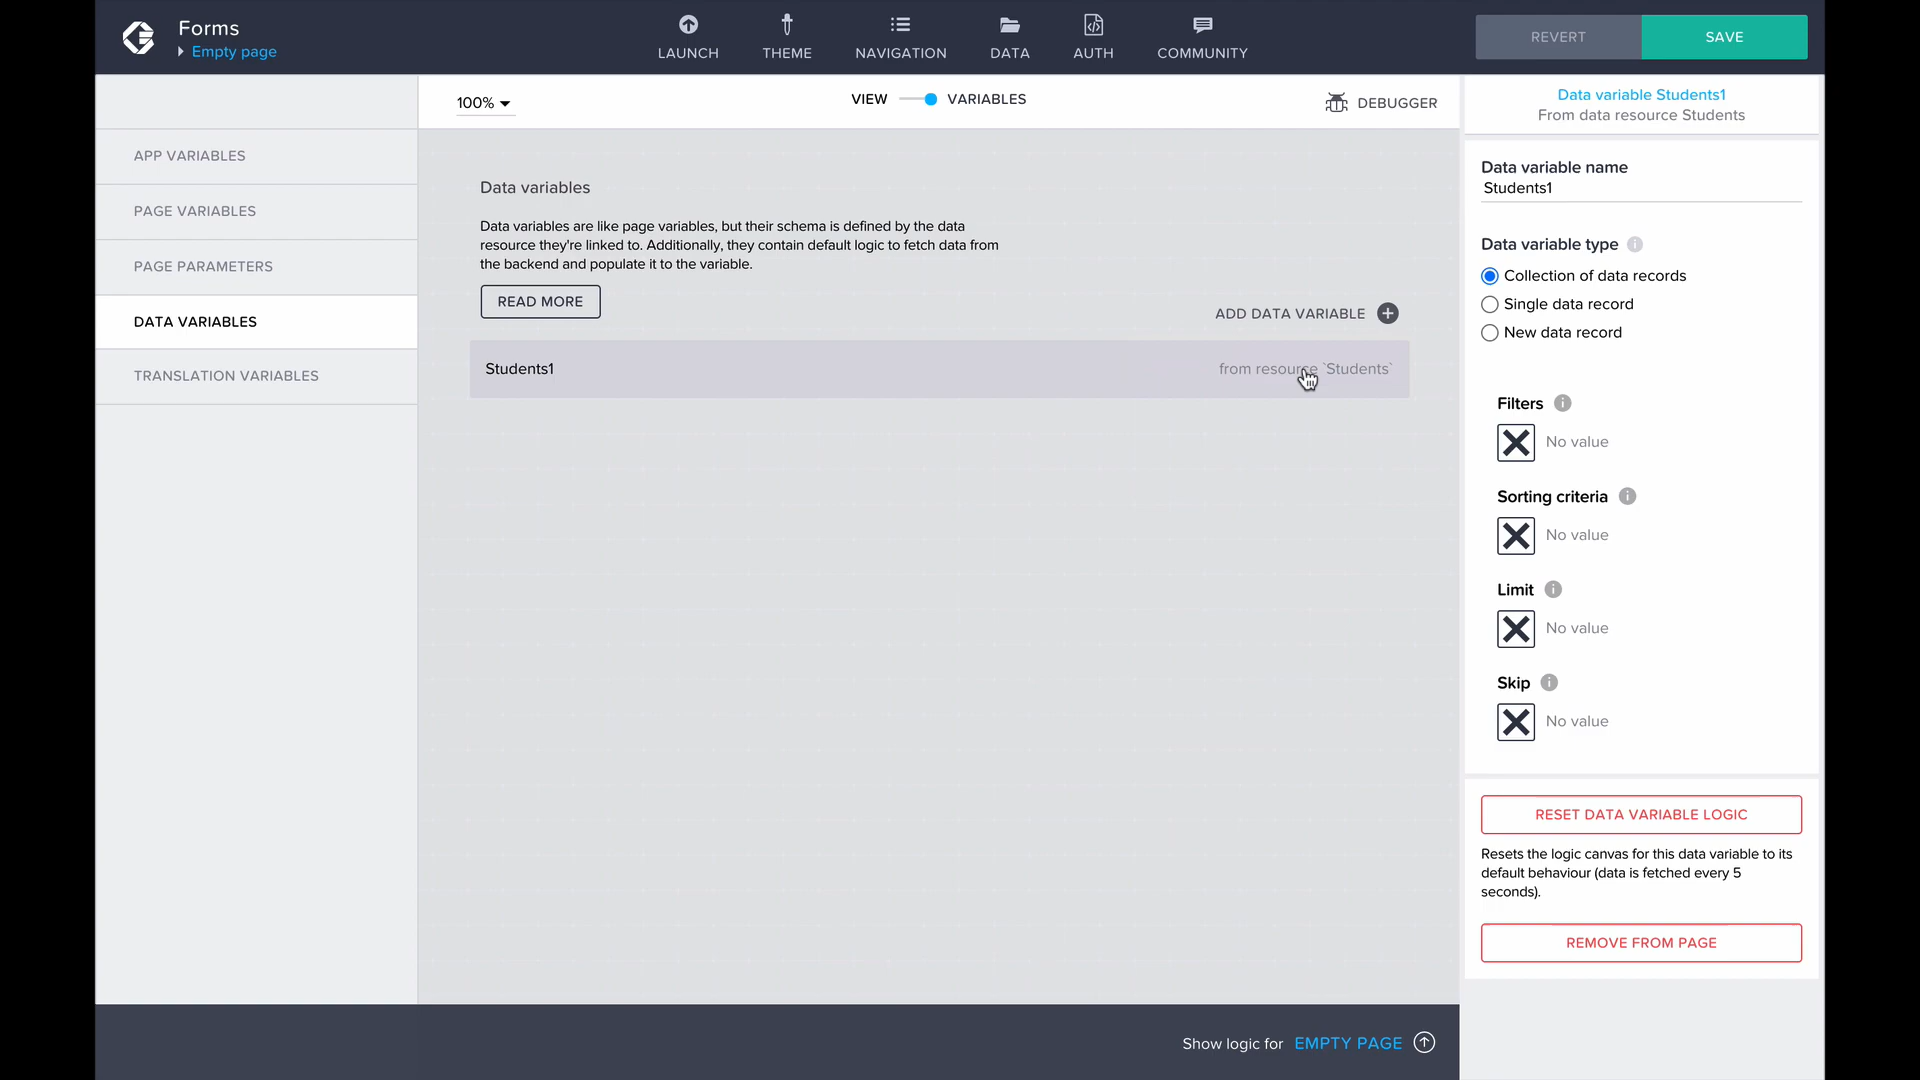 Forms
Empty page
LAUNCH
THEME
NAVIGATION
DATA
AUTH
COMMUNITY
REVERT
SAVE
100%
VIEW
VARIABLES
DEBUGGER
APP VARIABLES
PAGE VARIABLES
PAGE PARAMETERS
DATA VARIABLES
TRANSLATION VARIABLES
Data variables
Data variables are like page variables, but their schema is defined by the data
resource they're linked to. Additionally, they contain default logic to fetch data from
the backend and populate it to the variable.
READ MORE
ADD DATA VARIABLE
Students1
from resource `Students`
Show logic for EMPTY PAGE
Data variable Students1
From data resource Students
Data variable name
Students1
Data variable type
Collection of data records
Single data record
New data record
Filters
No value
Sorting criteria
No value
Limit
No value
Skip
No value
RESET DATA VARIABLE LOGIC
Resets the logic canvas for this data variable to its
default behaviour (data is fetched every 5
seconds).
REMOVE FROM PAGE